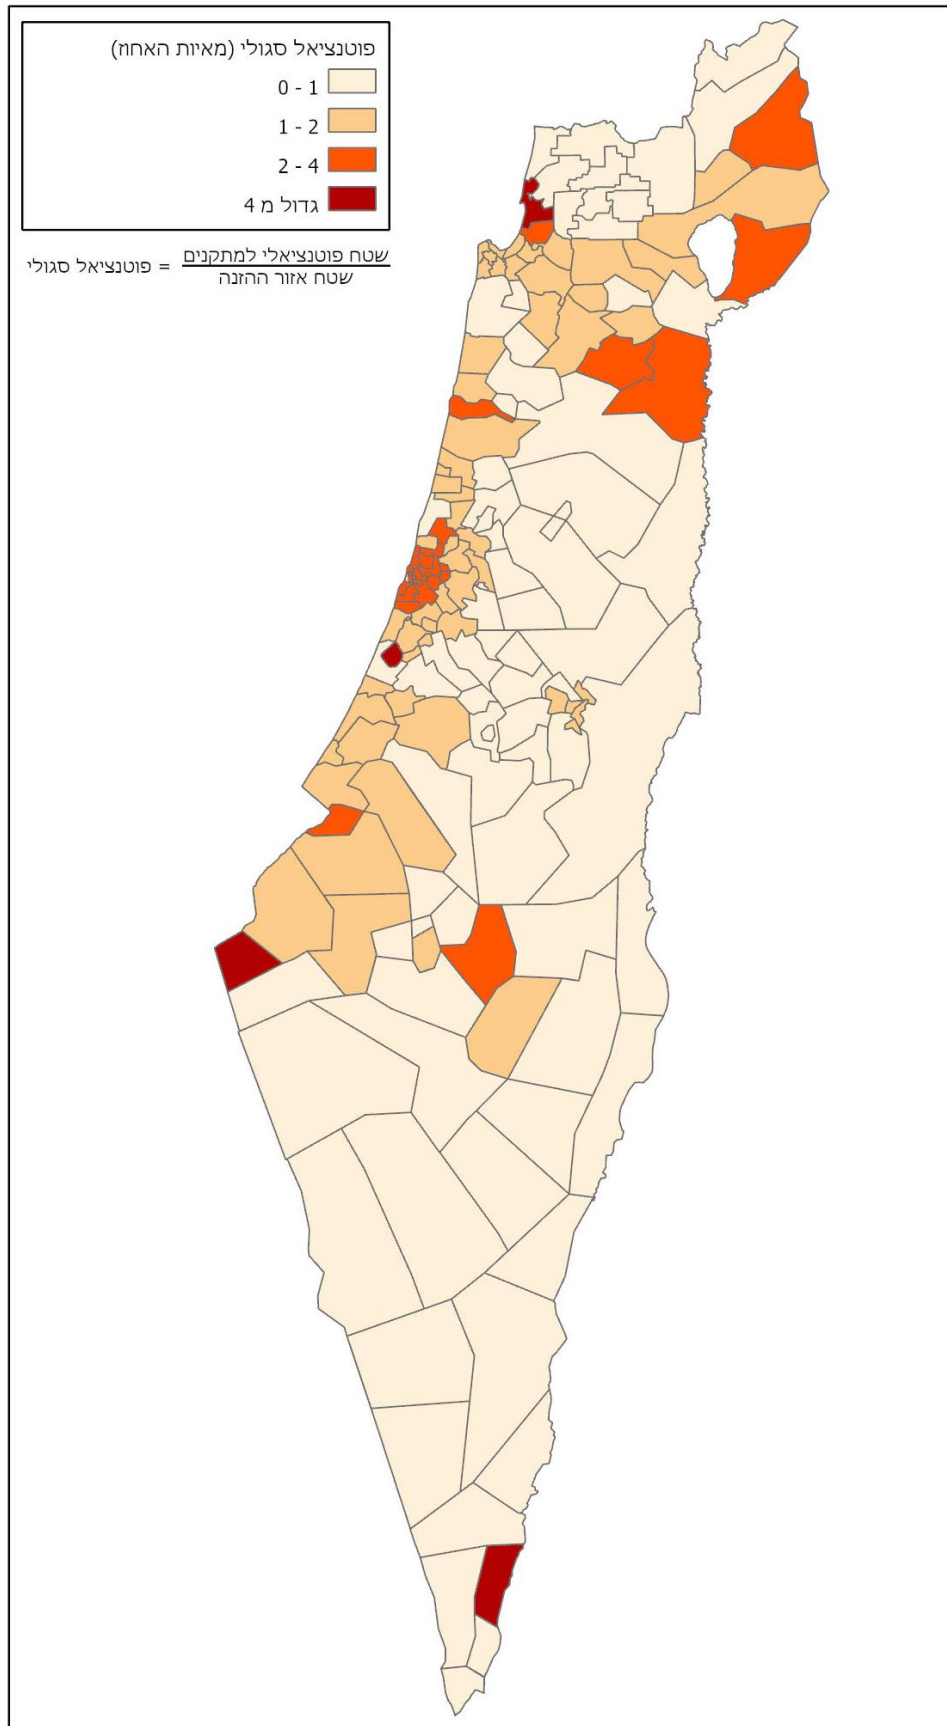 פוטנציאל סגולי (מאיות האחוז)
0 - 1
1 - 2
2 - 4
גדול מ 4
שטח פוטנציאלי למתקנים
פוטנציאל סגולי =
שטח אזור ההזנה